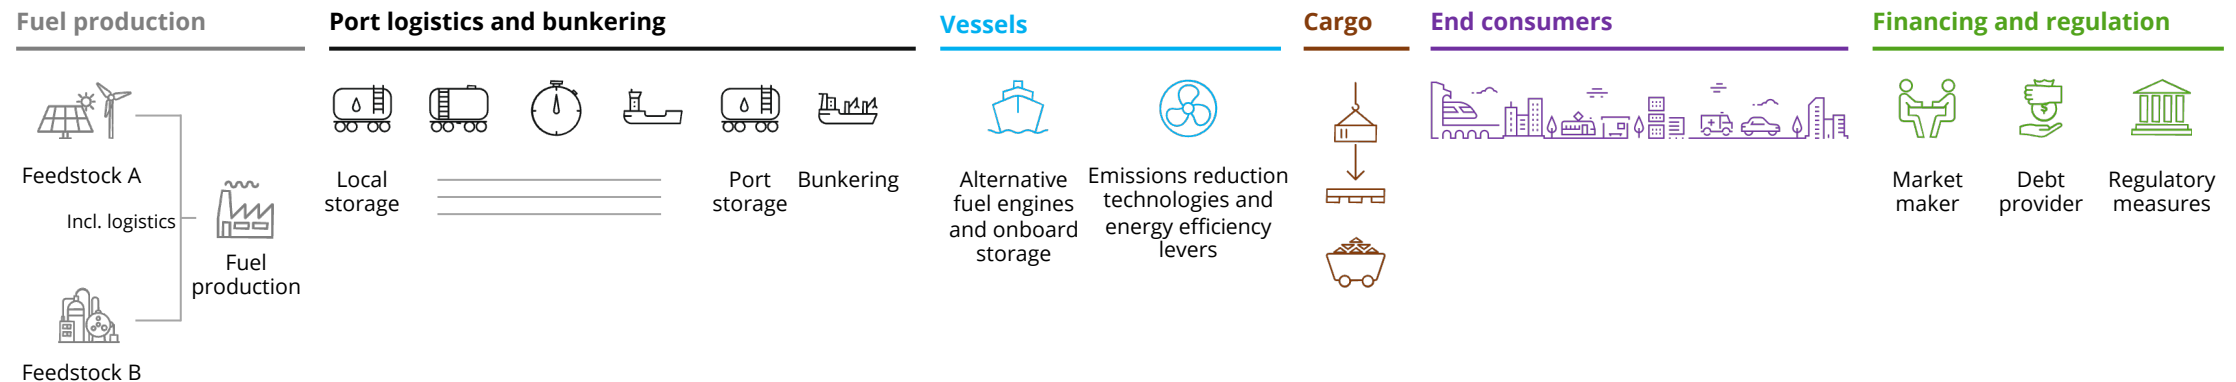 Fuel production
Port logistics and bunkering
Vessels
Cargo
End consumers
Financing and regulation
Feedstock A
Incl. logistics
Fuel
production
Feedstock B
Local
storage
Port
storage
Bunkering
Alternative
fuel engines
and onboard
storage
Emissions reduction
technologies and
energy efficiency
levers
Market
maker
Debt
provider
Regulatory
measures